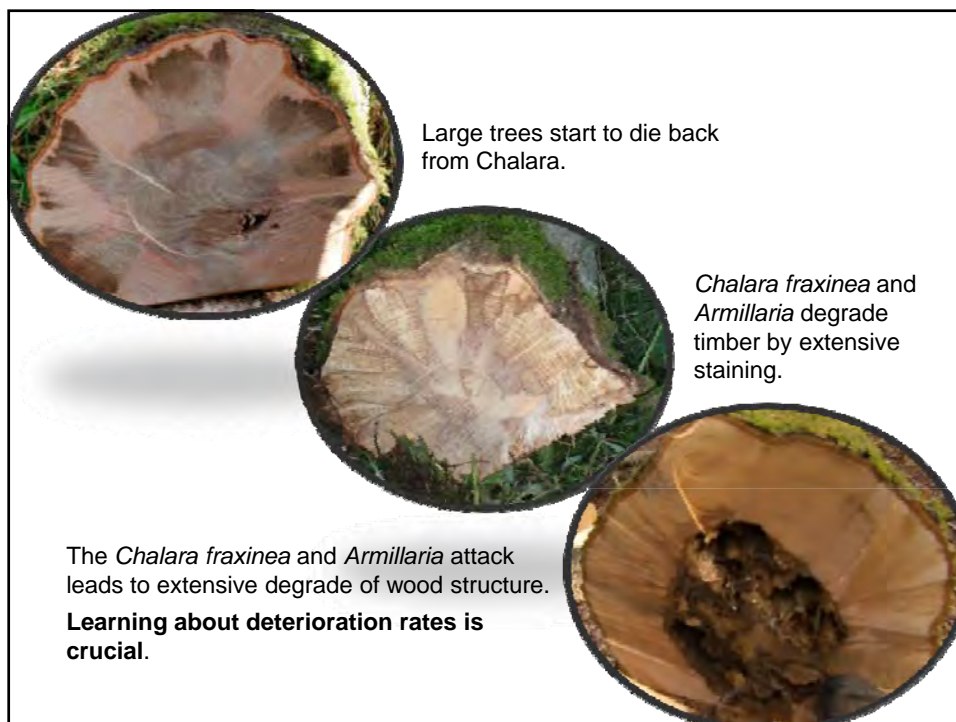 Large trees start to die back
from Chalara.
Chalara fraxinea and
Armillaria degrade
timber by extensive
staining.
The Chalara fraxinea and Armillaria attack
leads to extensive degrade of wood structure.
Learning about deterioration rates is
crucial.